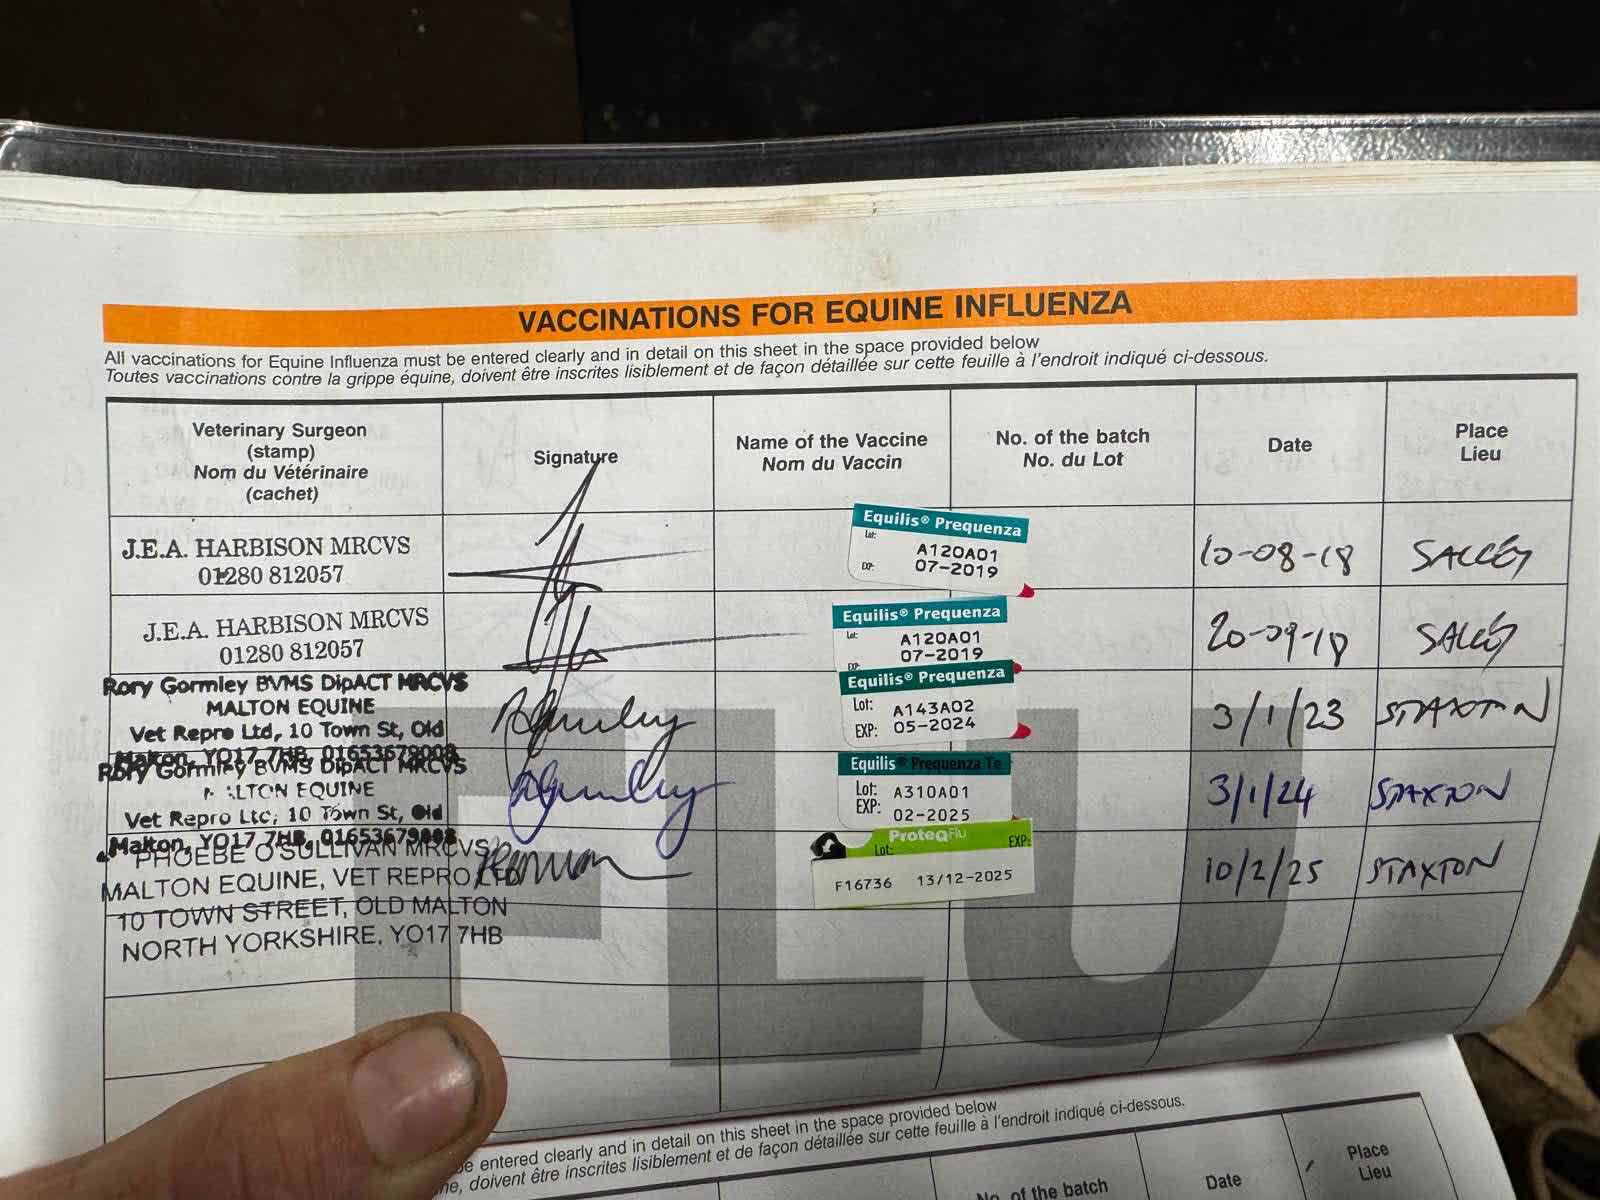 VACCINATIONS FOR EQUINE INFLUENZA
All vaccinations for Equine Influenza must be entered clearly and in detail on this sheet in the space provided below
Toutes vaccinations contre la grippe équine, doivent être inscrites lisiblement et de façon détaillée sur cette feuille à l'endroit indiqué ci-dessous.
Veterinary Surgeon
(stamp)
Nom du Vétérinaire
(cachet)
Signature
Name of the Vaccine
Nom du Vaccin
No. of the batch
No. du Lot
Date
Place
Lieu
J.E.A. HARBISON MRCVS
01280 812057
Equilis® Prequenza
Lot:
A120A01
EXP:
07-2019
10-08-18
J.E.A. HARBISON MRCVS
01280 812057
Equilis® Prequenza
Lot:
A120A01
EXP:
07-2019
20-09-18
Rory Gormley BVMS DipACT MRCVS
MALTON EQUINE
Vet Repro Ltd, 10 Town St, Old
Malton, YO17 7HB, 01653679008
Equilis® Prequenza
Lot: A143A02
EXP: 05-2024
3/1/23
STAXTON
Rory Gormley BVMS DipACT MRCVS
MALTON EQUINE
Vet Repro Ltd, 10 Town St, Old
Malton, YO17 7HB, 01653679008
Equilis® Prequenza Te
Lot: A310A01
EXP: 02-2025
3/1/24
STAXTON
PHOEBE O'SULLIVAN MRCVS
MALTON EQUINE, VET REPRO LTD
10 TOWN STREET, OLD MALTON
NORTH YORKSHIRE, YO17 7HB
ProteqFlu
Lot: EXP:
F16736 13/12-2025
10/2/25
STAXTON
FLU
be entered clearly and in detail on this sheet in the space provided below
doivent être inscrites lisiblement et de façon détaillée sur cette feuille à l'endroit indiqué ci-dessous.
No. of the batch
Date
Place
Lieu